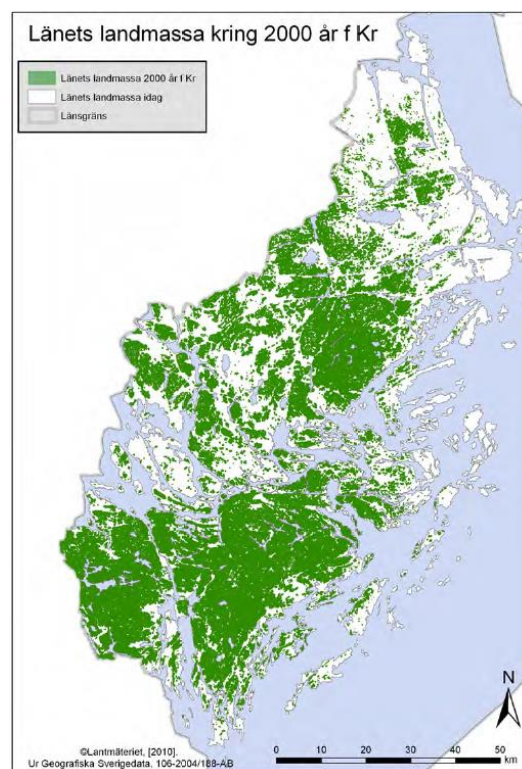 Länets landmassa kring 2000 år f Kr
Länets landmassa 2000 år f Kr
Länets landmassa idag
Länsgräns
N
©Lantmäteriet, [2010].
Ur Geografiska Sverigedata, 106-2004/188-AB
0 10 20 30 40 50
km